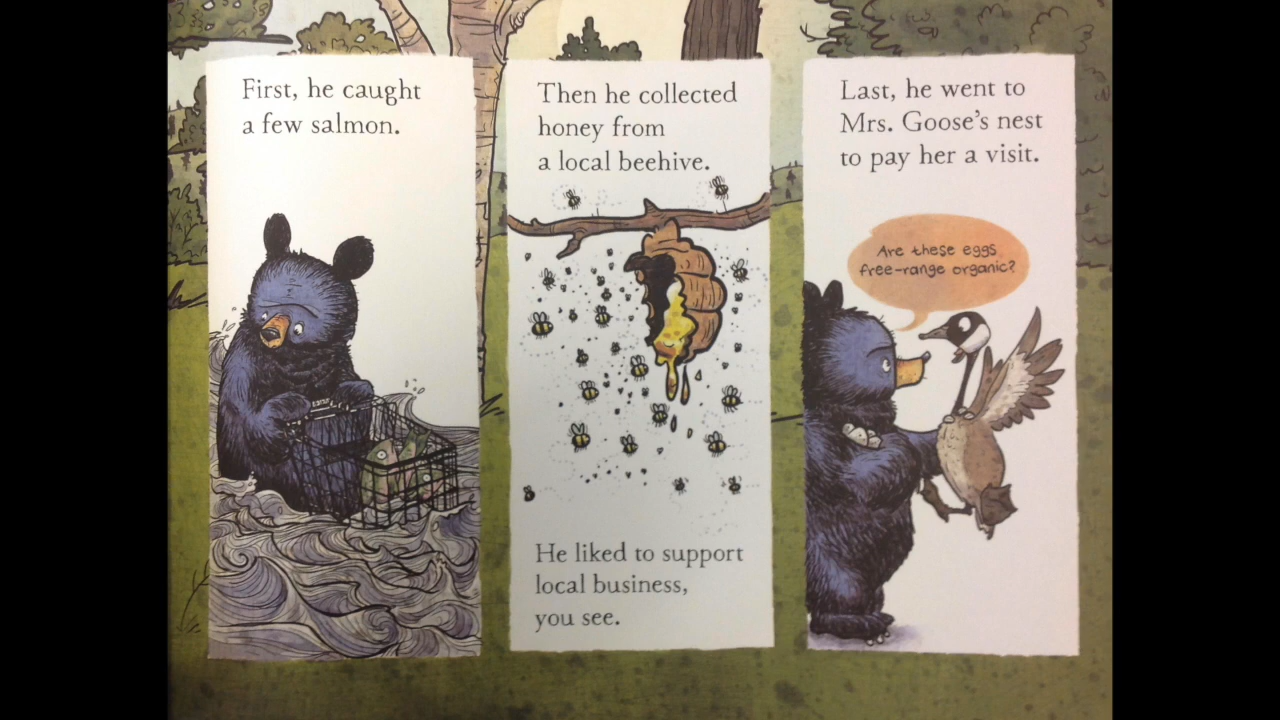 First, he caught
a few salmon.
Then he collected
honey from
a local beehive.
He liked to support
local business,
you see.
Last, he went to
Mrs. Goose's nest
to pay her a visit.
Are these eggs
free-range organic?